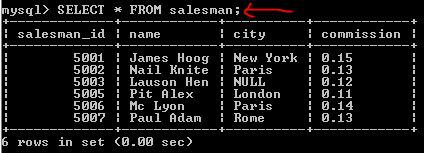 mysql> SELECT * FROM salesman;
+-------------+------------+----------+------------+
| salesman_id | name       | city     | commission |
+-------------+------------+----------+------------+
|        5001 | James Hoog | New York | 0.15       |
|        5002 | Nail Knite | Paris    | 0.13       |
|        5003 | Lauson Hen | NULL     | 0.12       |
|        5005 | Pit Alex   | London   | 0.11       |
|        5006 | Mc Lyon    | Paris    | 0.14       |
|        5007 | Paul Adam  | Rome     | 0.13       |
+-------------+------------+----------+------------+
6 rows in set (0.00 sec)